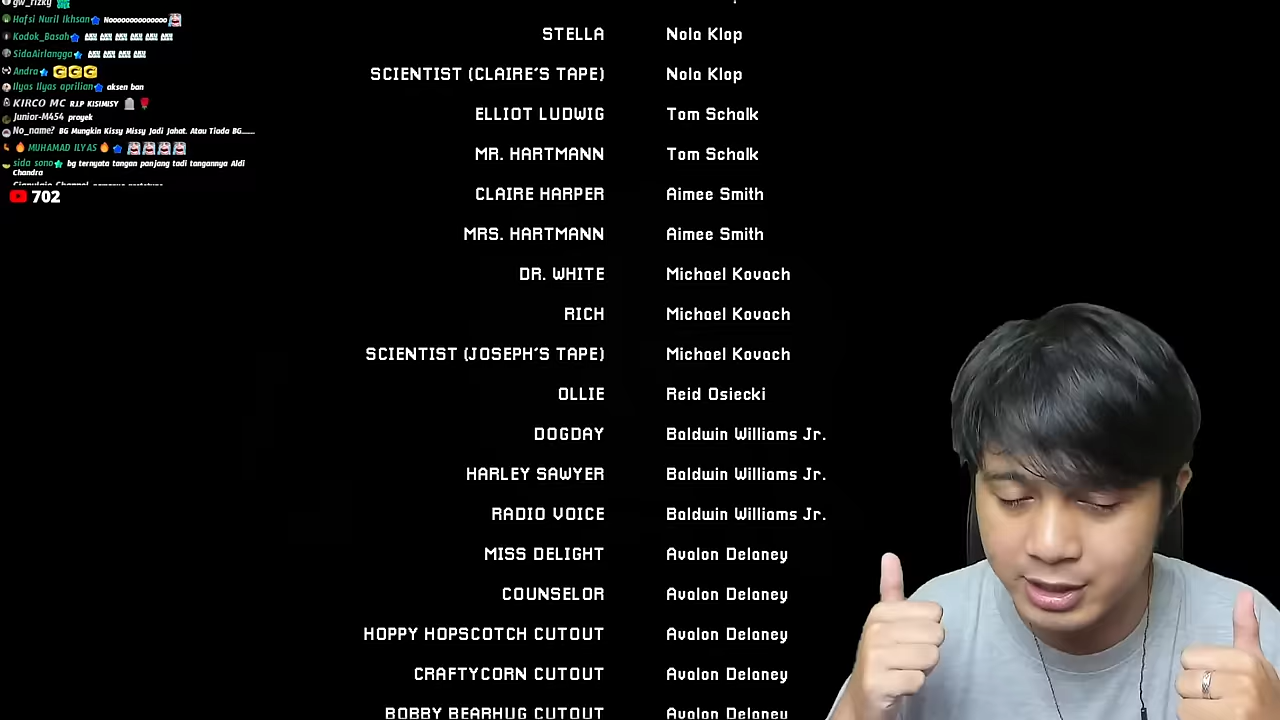 gw_rizky
Hafsi Nuril Ikhsan Nooooooooooooo
Kodok_Basah
SidaAirlangga
Andra
Ilyas Ilyas aprilian aksen ban
KIRCO MC R.I.P KISIMISY
Junior-M454 proyek
No_name? BG Mungkin Kissy Missy Jadi Jahat. Atau Tiada BG........
MUHAMAD ILYAS
sida sono bg ternyata tangan panjang tadi tangannya Aldi
Chandra
702
STELLA Nola Klop
SCIENTIST (CLAIRE'S TAPE) Nola Klop
ELLIOT LUDWIG Tom Schalk
MR. HARTMANN Tom Schalk
CLAIRE HARPER Aimee Smith
MRS. HARTMANN Aimee Smith
DR. WHITE Michael Kovach
RICH Michael Kovach
SCIENTIST (JOSEPH'S TAPE) Michael Kovach
OLLIE Reid Osiecki
DOGDAY Baldwin Williams Jr.
HARLEY SAWYER Baldwin Williams Jr.
RADIO VOICE Baldwin Williams Jr.
MISS DELIGHT Avalon Delaney
COUNSELOR Avalon Delaney
HOPPY HOPSCOTCH CUTOUT Avalon Delaney
CRAFTYCORN CUTOUT Avalon Delaney
BOBBY BEARHUG CUTOUT Avalon Delaney